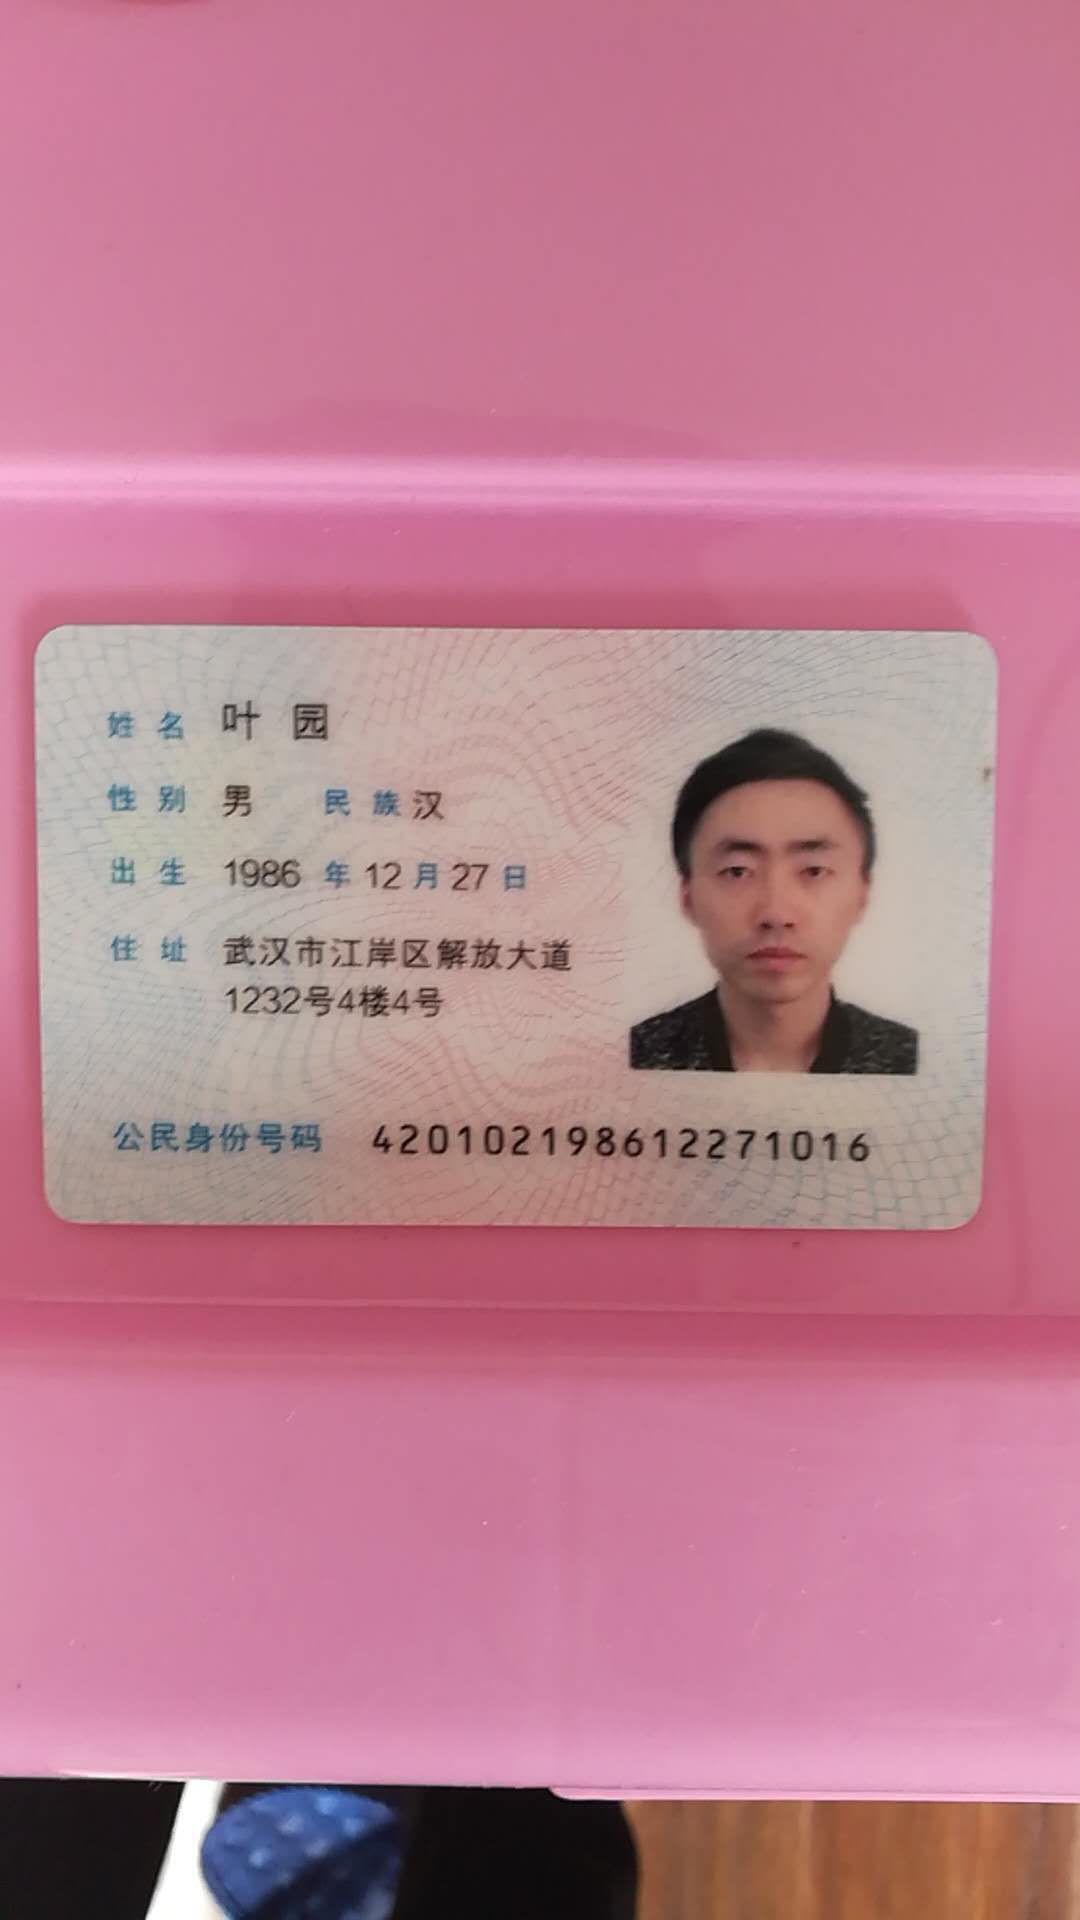 姓名 叶园
性别 男 民族 汉
出生 1986 年 12 月 27 日
住址 武汉市江岸区解放大道
1232号4楼4号
公民身份号码 420102198612271016